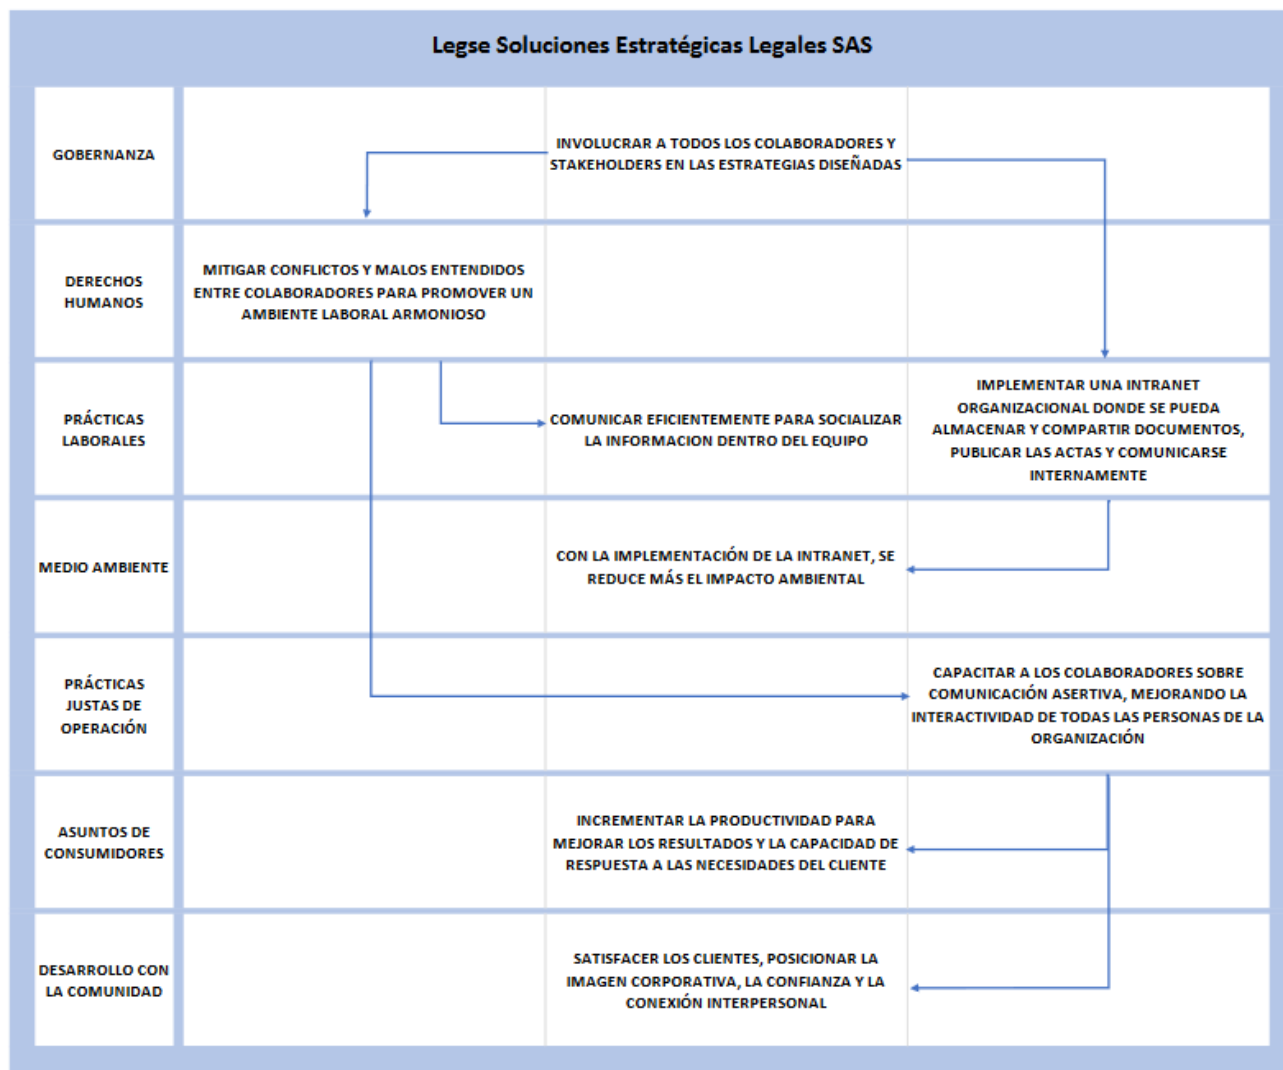 Legse Soluciones Estratégicas Legales SAS
GOBERNANZA
INVOLUCRAR A TODOS LOS COLABORADORES Y
STAKEHOLDERS EN LAS ESTRATEGIAS DISEÑADAS
DERECHOS
HUMANOS
MITIGAR CONFLICTOS Y MALOS ENTENDIDOS
ENTRE COLABORADORES PARA PROMOVER UN
AMBIENTE LABORAL ARMONIOSO
PRÁCTICAS
LABORALES
COMUNICAR EFICIENTEMENTE PARA SOCIALIZAR
LA INFORMACION DENTRO DEL EQUIPO
IMPLEMENTAR UNA INTRANET
ORGANIZACIONAL DONDE SE PUEDA
ALMACENAR Y COMPARTIR DOCUMENTOS,
PUBLICAR LAS ACTAS Y COMUNICARSE
INTERNAMENTE
MEDIO AMBIENTE
CON LA IMPLEMENTACIÓN DE LA INTRANET, SE
REDUCE MÁS EL IMPACTO AMBIENTAL
PRÁCTICAS
JUSTAS DE
OPERACIÓN
CAPACITAR A LOS COLABORADORES SOBRE
COMUNICACIÓN ASERTIVA, MEJORANDO LA
INTERACTIVIDAD DE TODAS LAS PERSONAS DE LA
ORGANIZACIÓN
ASUNTOS DE
CONSUMIDORES
INCREMENTAR LA PRODUCTIVIDAD PARA
MEJORAR LOS RESULTADOS Y LA CAPACIDAD DE
RESPUESTA A LAS NECESIDADES DEL CLIENTE
DESARROLLO CON
LA COMUNIDAD
SATISFACER LOS CLIENTES, POSICIONAR LA
IMAGEN CORPORATIVA, LA CONFIANZA Y LA
CONEXIÓN INTERPERSONAL